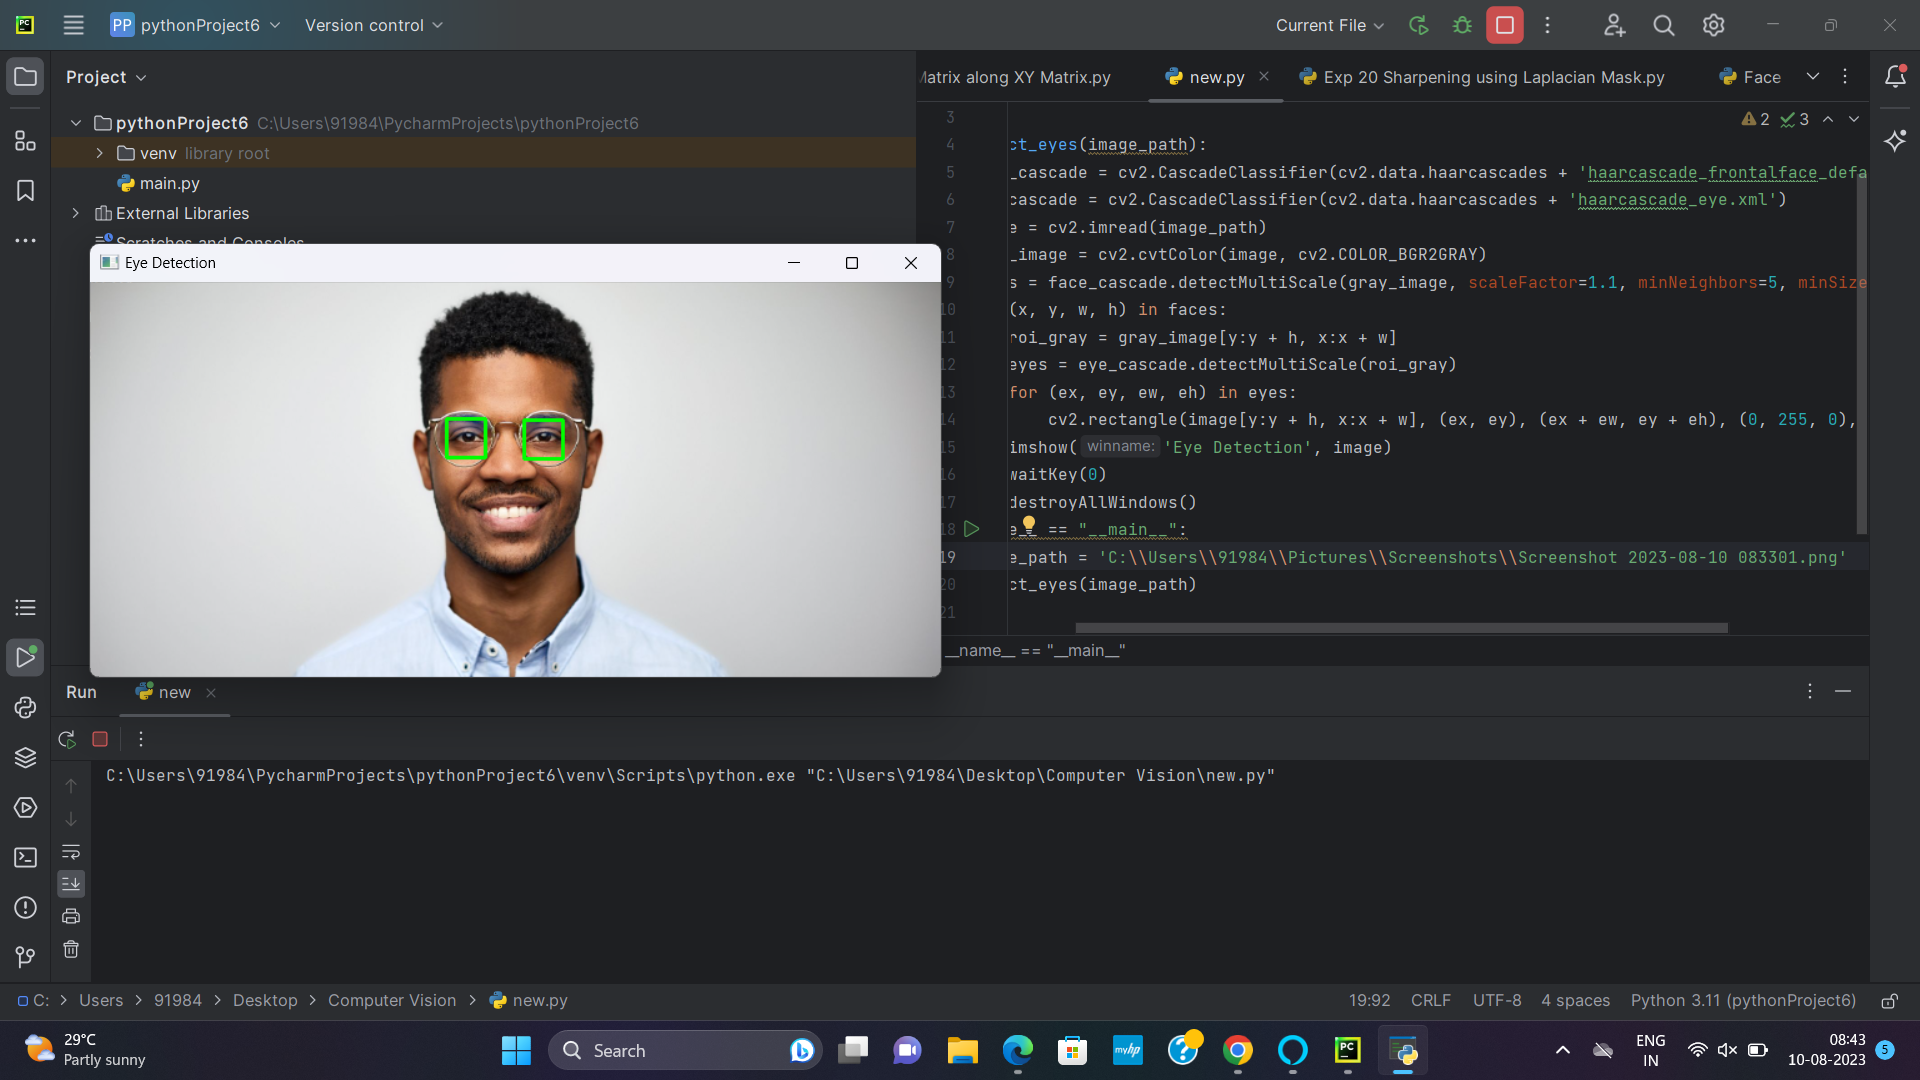 PC
PP pythonProject6
Version control
Current File
Project
Matrix along XY Matrix.py
new.py
Exp 20 Sharpening using Laplacian Mask.py
Face
pythonProject6 C:\Users\91984\PycharmProjects\pythonProject6
venv library root
main.py
External Libraries
Scratches and Consoles
2 3
3
4 ct_eyes(image_path):
5 _cascade = cv2.CascadeClassifier(cv2.data.haarcascades + 'haarcascade_frontalface_defa
6 cascade = cv2.CascadeClassifier(cv2.data.haarcascades + 'haarcascade_eye.xml')
7 e = cv2.imread(image_path)
8 _image = cv2.cvtColor(image, cv2.COLOR_BGR2GRAY)
9 s = face_cascade.detectMultiScale(gray_image, scaleFactor=1.1, minNeighbors=5, minSize
10 (x, y, w, h) in faces:
11 roi_gray = gray_image[y:y + h, x:x + w]
12 eyes = eye_cascade.detectMultiScale(roi_gray)
13 for (ex, ey, ew, eh) in eyes:
14 cv2.rectangle(image[y:y + h, x:x + w], (ex, ey), (ex + ew, ey + eh), (0, 255, 0),
15 imshow( winname: 'Eye Detection', image)
16 waitKey(0)
17 destroyAllWindows()
18 e__ == "__main__":
19 e_path = 'C:\\Users\\91984\\Pictures\\Screenshots\\Screenshot 2023-08-10 083301.png'
20 ct_eyes(image_path)
21
__name__ == "__main__"
Eye Detection
Run
new
C:\Users\91984\PycharmProjects\pythonProject6\venv\Scripts\python.exe "C:\Users\91984\Desktop\Computer Vision\new.py"
C: > Users > 91984 > Desktop > Computer Vision > new.py
19:92 CRLF UTF-8 4 spaces Python 3.11 (pythonProject6)
29°C
Partly sunny
Search
myhp
PC
ENG
IN
08:43
10-08-2023
5